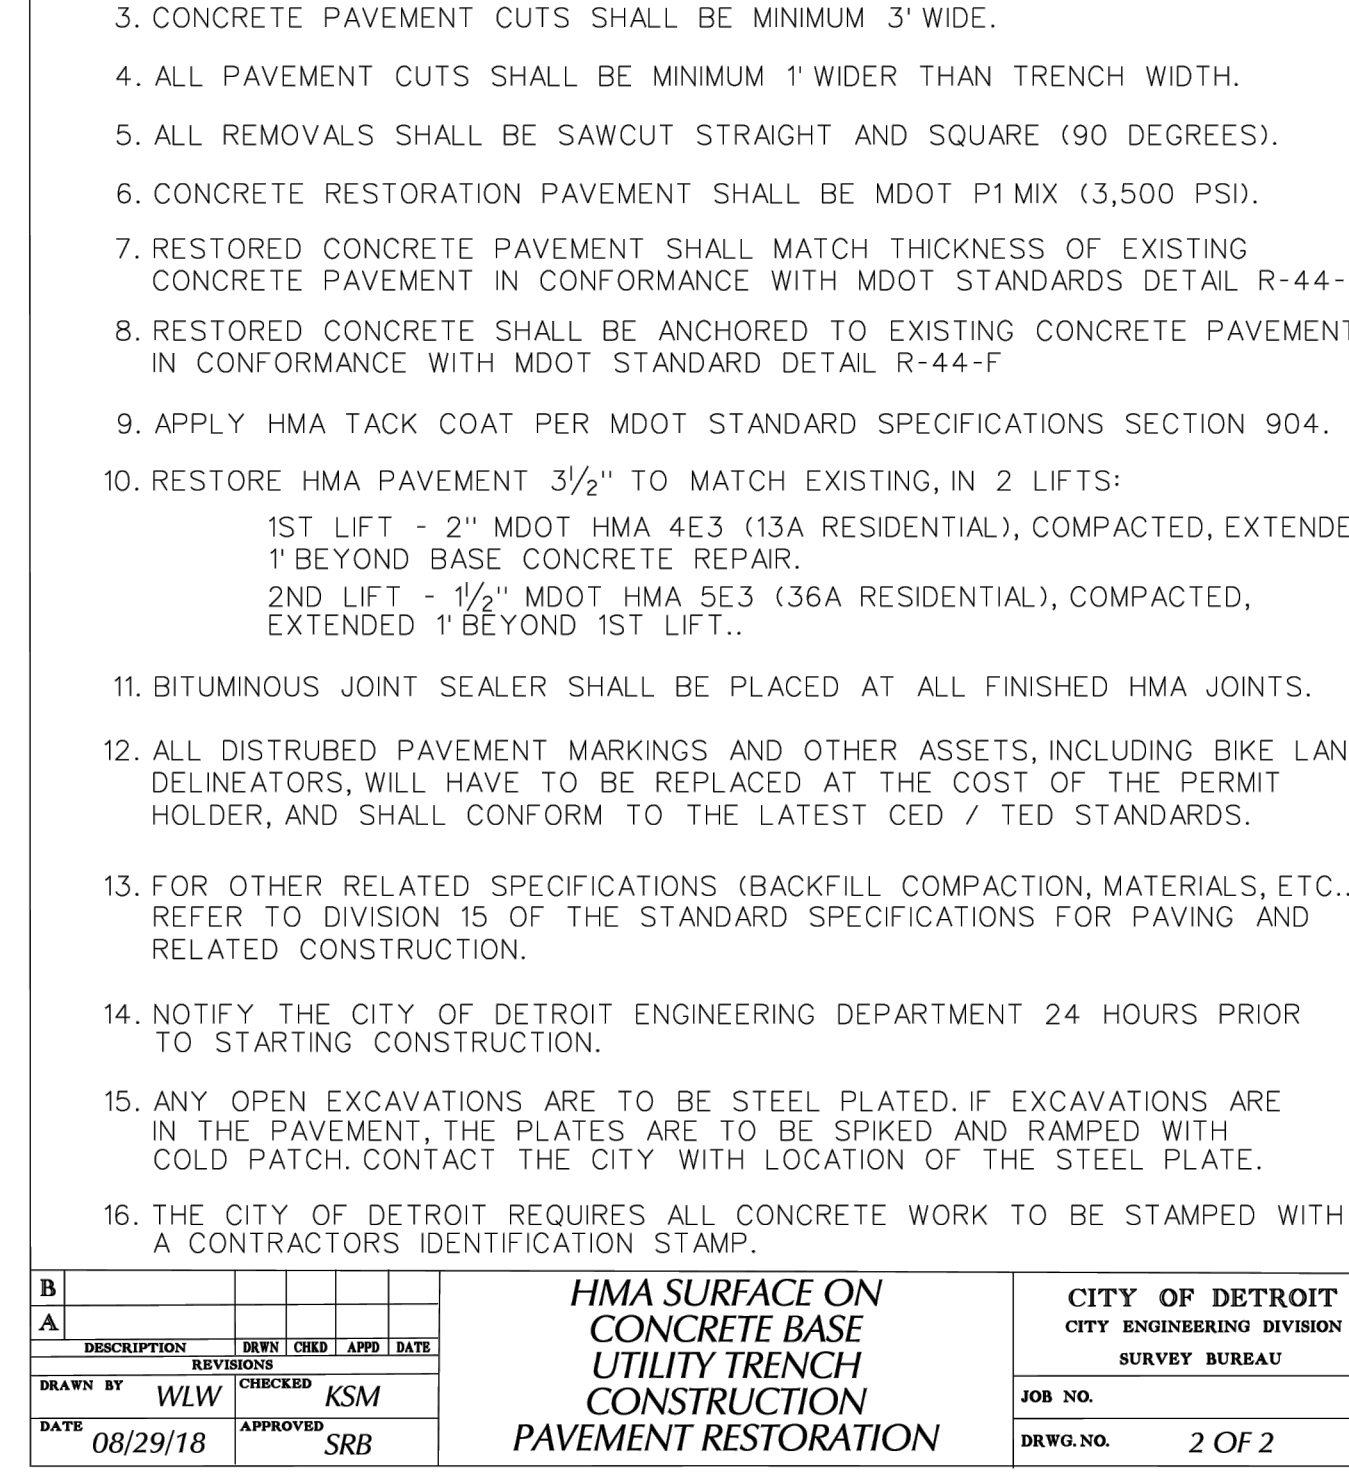 3. CONCRETE PAVEMENT CUTS SHALL BE MINIMUM 3' WIDE.
4. ALL PAVEMENT CUTS SHALL BE MINIMUM 1' WIDER THAN TRENCH WIDTH.
5. ALL REMOVALS SHALL BE SAWCUT STRAIGHT AND SQUARE (90 DEGREES).
6. CONCRETE RESTORATION PAVEMENT SHALL BE MDOT P1 MIX (3,500 PSI).
7. RESTORED CONCRETE PAVEMENT SHALL MATCH THICKNESS OF EXISTING
CONCRETE PAVEMENT IN CONFORMANCE WITH MDOT STANDARDS DETAIL R-44-
8. RESTORED CONCRETE SHALL BE ANCHORED TO EXISTING CONCRETE PAVEMENT
IN CONFORMANCE WITH MDOT STANDARD DETAIL R-44-F
9. APPLY HMA TACK COAT PER MDOT STANDARD SPECIFICATIONS SECTION 904.
10. RESTORE HMA PAVEMENT 3 1/2" TO MATCH EXISTING, IN 2 LIFTS:
1ST LIFT - 2" MDOT HMA 4E3 (13A RESIDENTIAL), COMPACTED, EXTENDE
1' BEYOND BASE CONCRETE REPAIR.
2ND LIFT - 1 1/2" MDOT HMA 5E3 (36A RESIDENTIAL), COMPACTED,
EXTENDED 1' BEYOND 1ST LIFT..
11. BITUMINOUS JOINT SEALER SHALL BE PLACED AT ALL FINISHED HMA JOINTS.
12. ALL DISTRUBED PAVEMENT MARKINGS AND OTHER ASSETS, INCLUDING BIKE LAN
DELINEATORS, WILL HAVE TO BE REPLACED AT THE COST OF THE PERMIT
HOLDER, AND SHALL CONFORM TO THE LATEST CED / TED STANDARDS.
13. FOR OTHER RELATED SPECIFICATIONS (BACKFILL COMPACTION, MATERIALS, ETC..
REFER TO DIVISION 15 OF THE STANDARD SPECIFICATIONS FOR PAVING AND
RELATED CONSTRUCTION.
14. NOTIFY THE CITY OF DETROIT ENGINEERING DEPARTMENT 24 HOURS PRIOR
TO STARTING CONSTRUCTION.
15. ANY OPEN EXCAVATIONS ARE TO BE STEEL PLATED. IF EXCAVATIONS ARE
IN THE PAVEMENT, THE PLATES ARE TO BE SPIKED AND RAMPED WITH
COLD PATCH. CONTACT THE CITY WITH LOCATION OF THE STEEL PLATE.
16. THE CITY OF DETROIT REQUIRES ALL CONCRETE WORK TO BE STAMPED WITH
A CONTRACTORS IDENTIFICATION STAMP.
B
A
DESCRIPTION DRWN CHKD APPD DATE
REVISIONS
DRAWN BY WLW CHECKED KSM
DATE 08/29/18 APPROVED SRB
HMA SURFACE ON
CONCRETE BASE
UTILITY TRENCH
CONSTRUCTION
PAVEMENT RESTORATION
CITY OF DETROIT
CITY ENGINEERING DIVISION
SURVEY BUREAU
JOB NO.
DRWG. NO. 2 OF 2